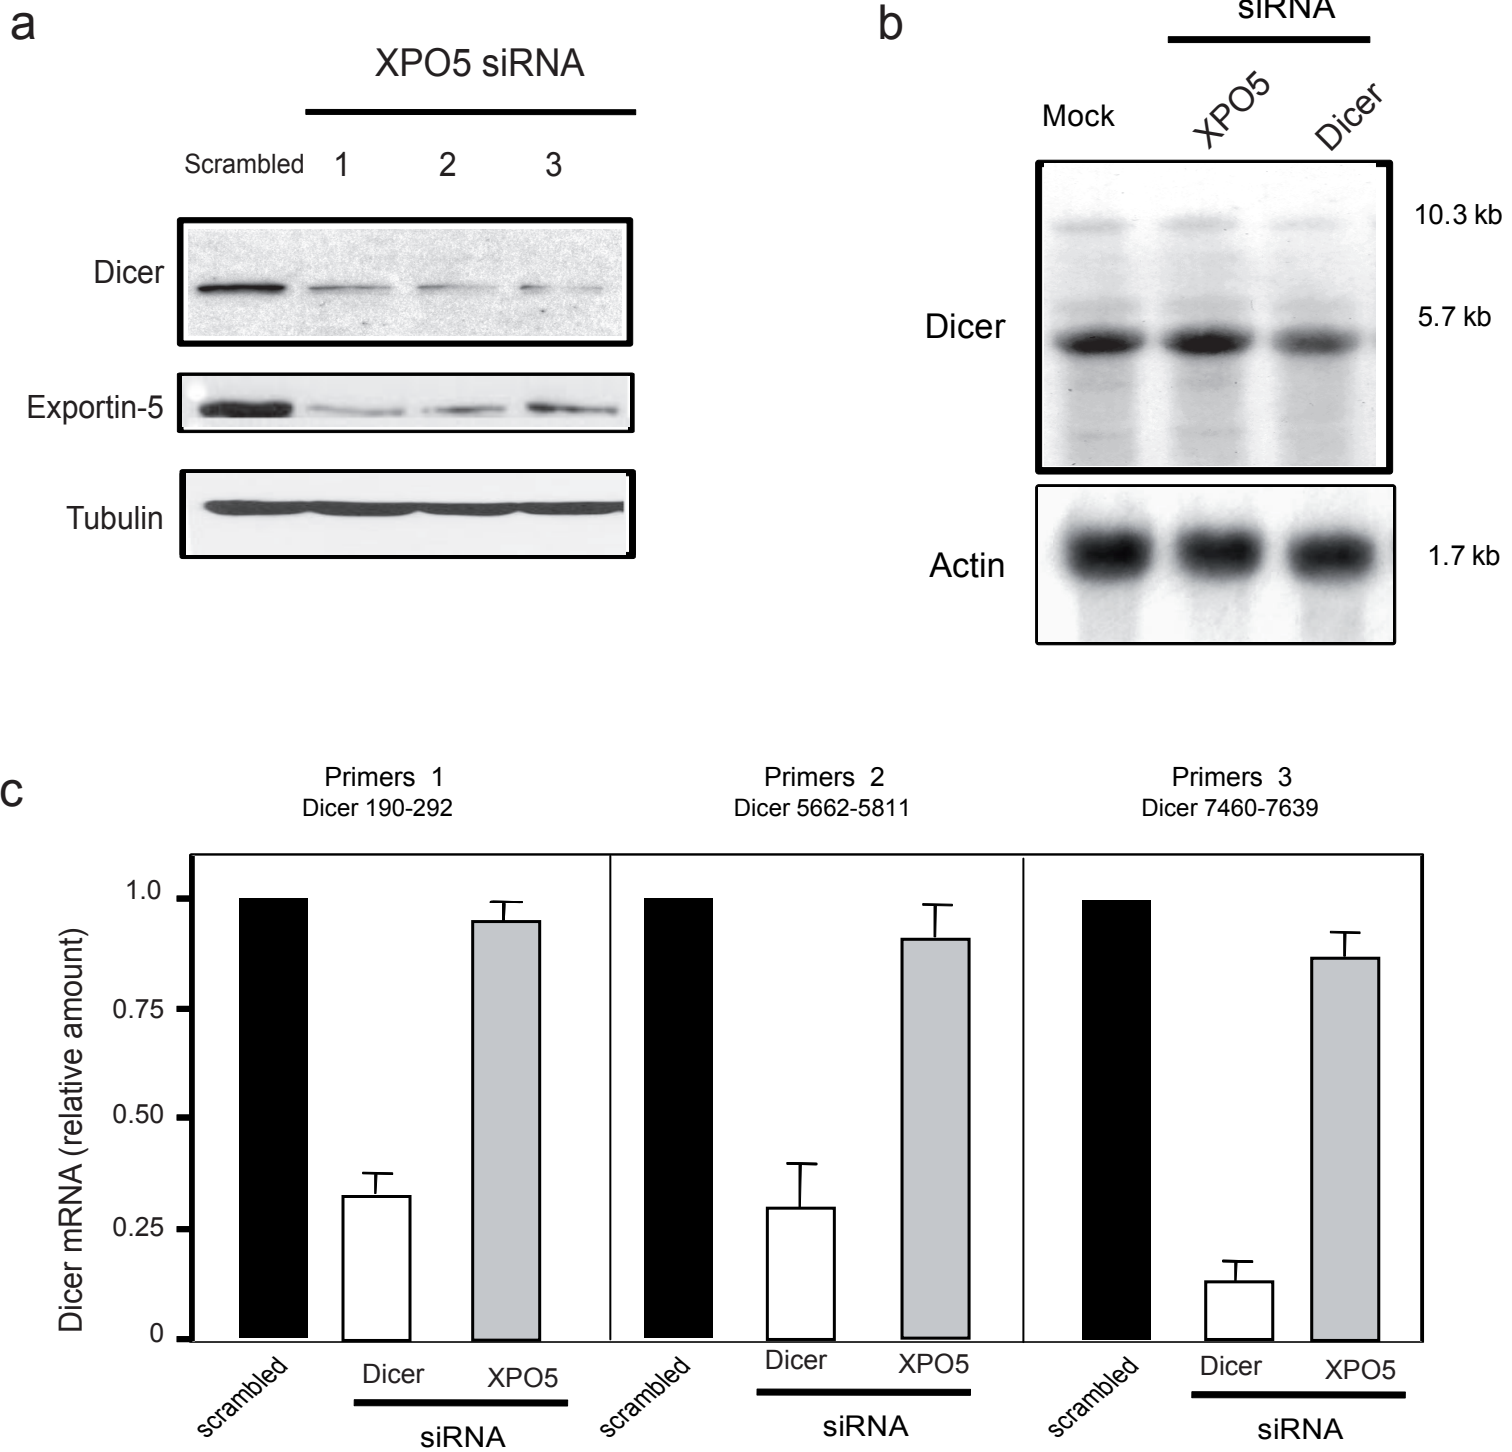 a
XPO5 siRNA
Scrambled 1 2 3
Dicer
Exportin-5
Tubulin
b
siRNA
Mock XPO5 Dicer
10.3 kb
5.7 kb
Dicer
Actin
1.7 kb
c
Primers 1
Dicer 190-292
Primers 2
Dicer 5662-5811
Primers 3
Dicer 7460-7639
Dicer mRNA (relative amount)
1.0
0.75
0.50
0.25
0
scrambled Dicer XPO5
siRNA
scrambled Dicer XPO5
siRNA
scrambled Dicer XPO5
siRNA